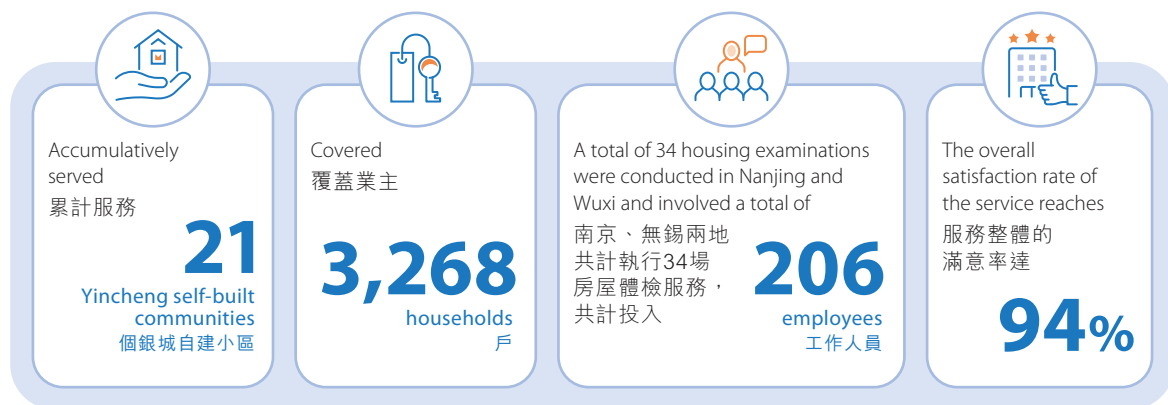 Accumulatively
served
累計服務
21
Yincheng self-built
communities
個銀城自建小區
Covered
覆蓋業主
3,268
households
戶
A total of 34 housing examinations
were conducted in Nanjing and
Wuxi and involved a total of
南京、無錫兩地
共計執行34場
房屋體檢服務，
共計投入
206
employees
工作人員
The overall
satisfaction rate of
the service reaches
服務整體的
滿意率達
94%